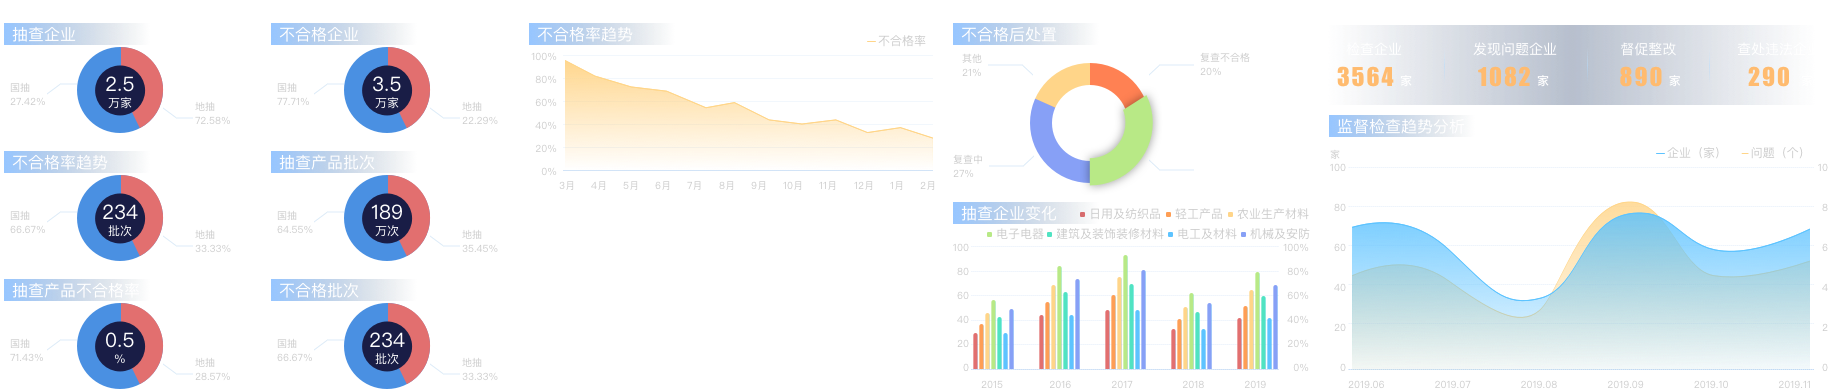 抽查企业
国抽
27.42%
2.5
万家
地抽
72.58%
不合格企业
国抽
77.71%
3.5
万家
地抽
22.29%
不合格率趋势
国抽
66.67%
234
批次
地抽
33.33%
抽查产品批次
国抽
64.55%
189
万次
地抽
35.45%
抽查产品不合格率
国抽
71.43%
0.5
%
地抽
28.57%
不合格批次
国抽
66.67%
234
批次
地抽
33.33%
不合格率趋势
不合格率
100%
80%
60%
40%
20%
0%
3月 4月 5月 6月 7月 8月 9月 10月 11月 12月 1月 2月
不合格后处置
其他
21%
复查不合格
20%
复查中
27%
抽查企业变化
日用及纺织品 轻工产品 农业生产材料
电子电器 建筑及装饰装修材料 电工及材料 机械及安防
100 100%
80 80%
60 60%
40 40%
20 20%
0 0%
2015 2016 2017 2018 2019
检查企业 发现问题企业 督促整改 查处违法
3564 家 1082 家 890 家 290
监督检查趋势分析
企业（家） 问题（个）
家
100 10
80 8
60 6
40 4
20 2
0 0
2019.06 2019.07 2019.08 2019.09 2019.10 2019.11